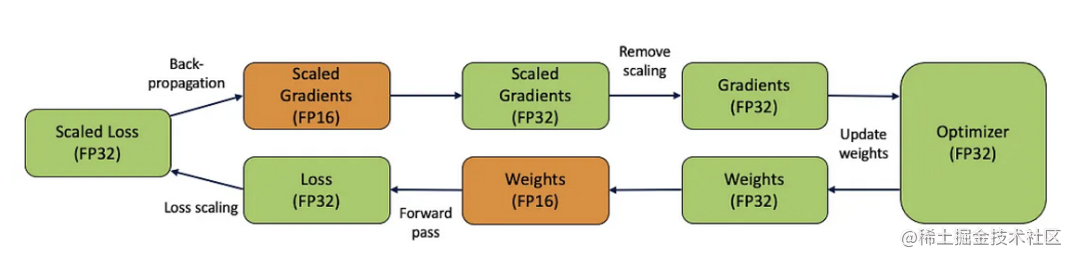 Back-
propagation
Scaled
Gradients
(FP16)
Scaled
Gradients
(FP32)
Remove
scaling
Gradients
(FP32)
Scaled Loss
(FP32)
Optimizer
(FP32)
Update
weights
Loss scaling
Loss
(FP32)
Forward
pass
Weights
(FP16)
Weights
(FP32)
@稀土掘金技术社区